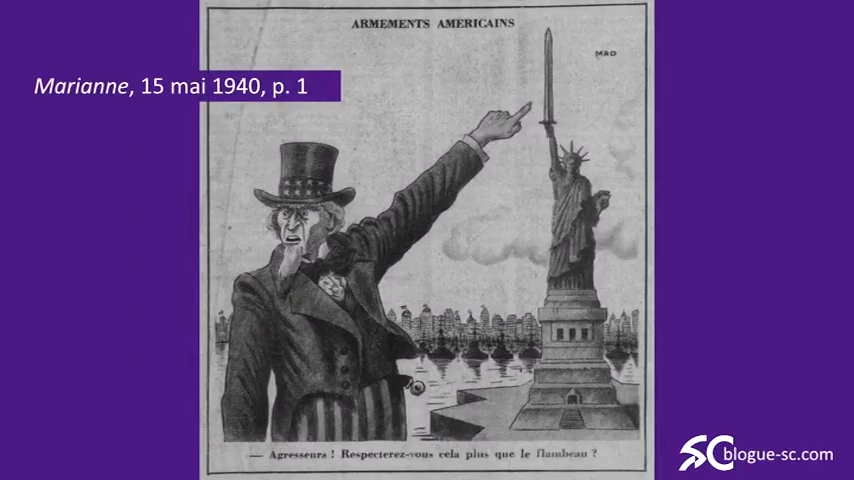 ARMEMENTS AMERICAINS
MAD
Marianne, 15 mai 1940, p. 1
— Agresseurs ! Respecterez-vous cela plus que le flambeau ?
SC blogue-sc.com